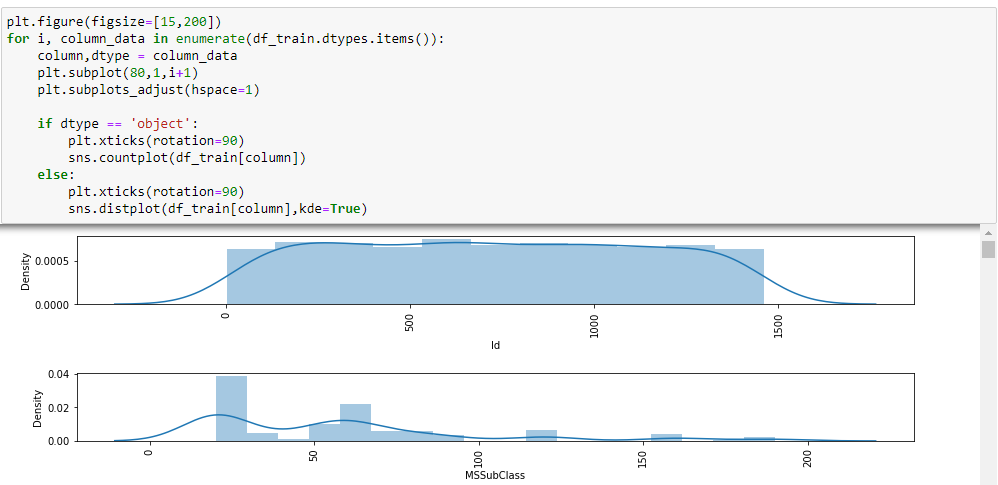 plt.figure(figsize=[15,200])
for i, column_data in enumerate(df_train.dtypes.items()):
    column,dtype = column_data
    plt.subplot(80,1,i+1)
    plt.subplots_adjust(hspace=1)

    if dtype == 'object':
        plt.xticks(rotation=90)
        sns.countplot(df_train[column])
    else:
        plt.xticks(rotation=90)
        sns.distplot(df_train[column],kde=True)
Density
0.0005
0.0000
0
500
1000
1500
Id
Density
0.04
0.02
0.00
0
50
100
150
200
MSSubClass